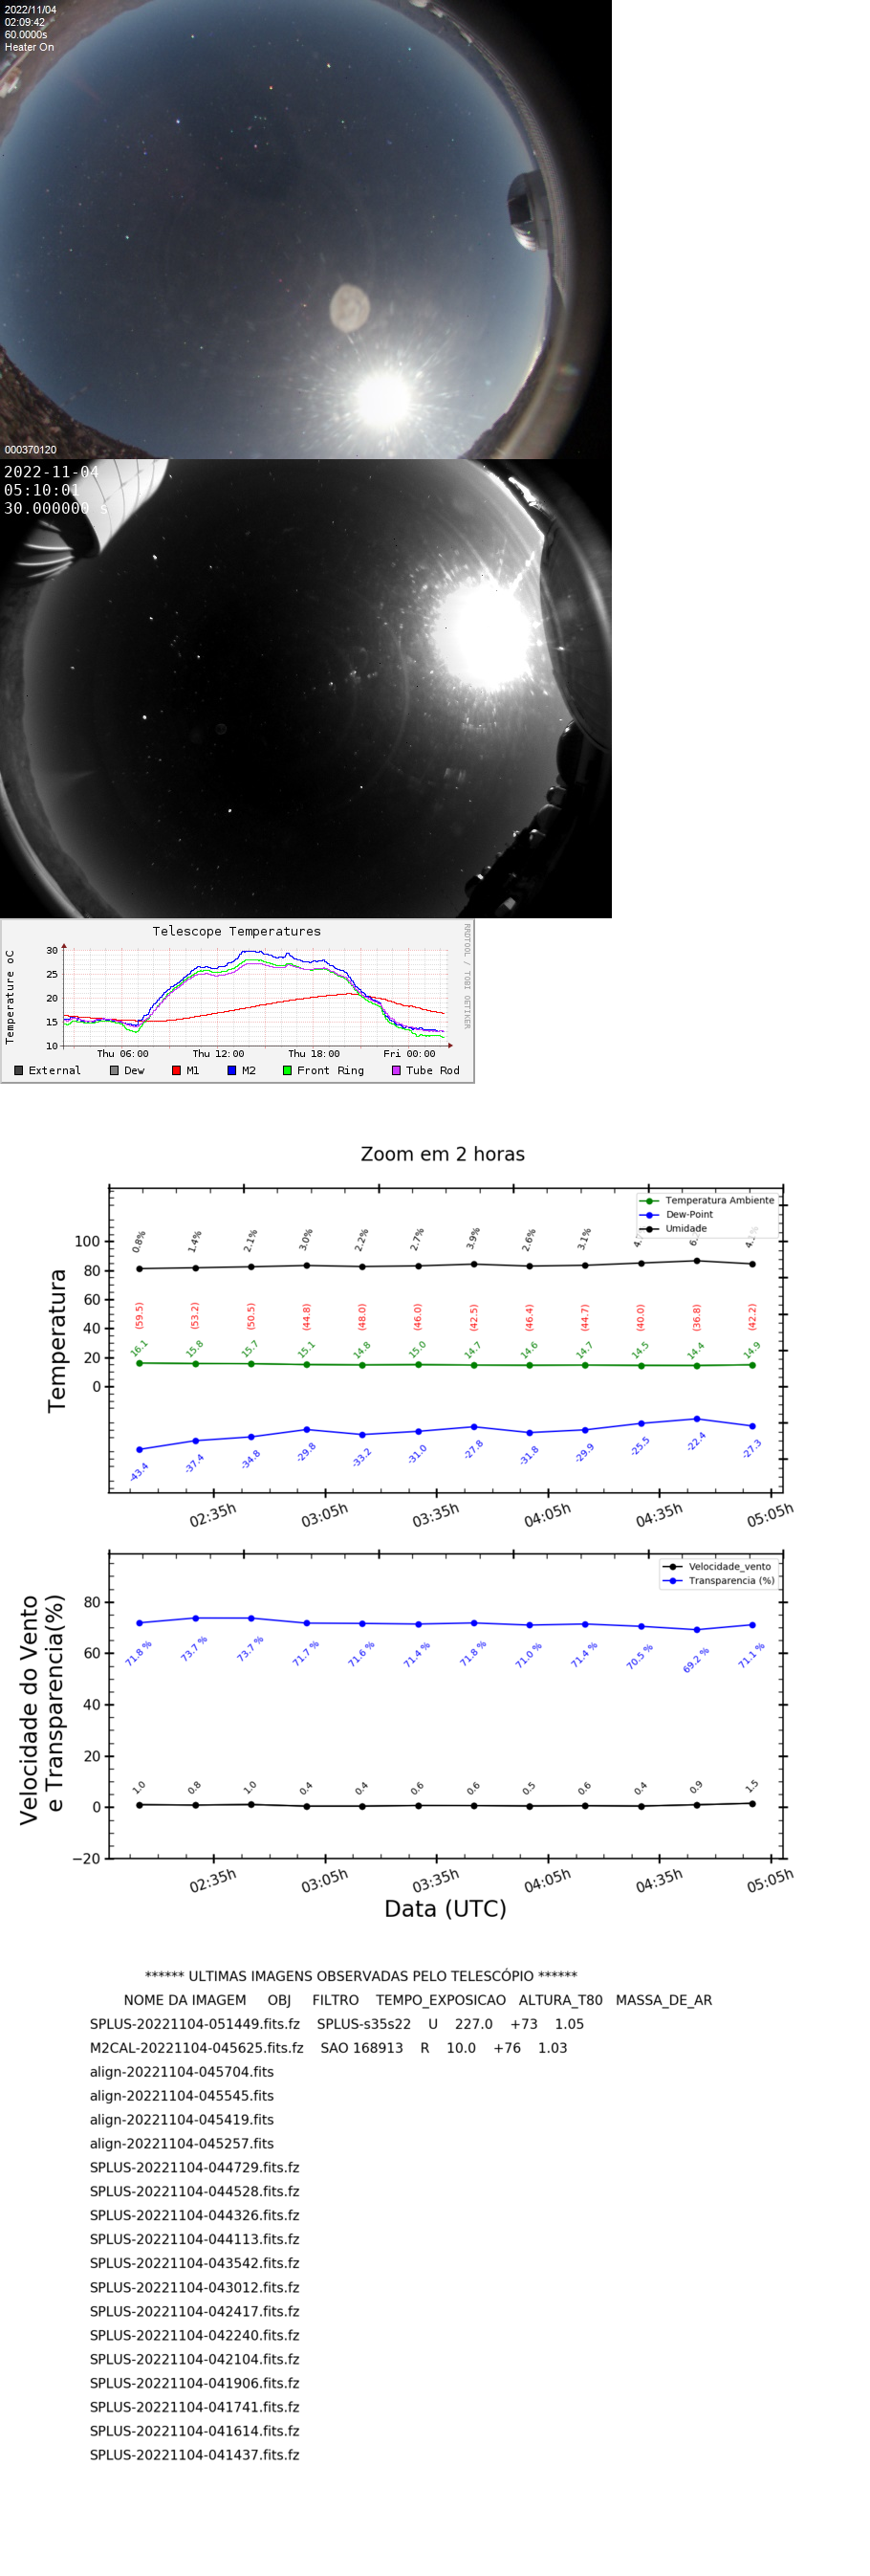 2022/11/04
02:09:42
60.0000s
Heater On
000370120
2022-11-04
05:10:01
30.000000 s
Telescope Temperatures
RRDTOOL / TOBI OETIKER
Temperature oC
30
25
20
15
10
Thu 06:00 Thu 12:00 Thu 18:00 Fri 00:00
External Dew M1 M2 Front Ring Tube Rod
Zoom em 2 horas
Temperatura Ambiente
Dew-Point
Umidade
Temperatura
100
80
60
40
20
0
0.8% 1.4% 2.1% 3.0% 2.2% 2.7% 3.9% 2.6% 3.1%
(59.5) (53.2) (50.5) (44.8) (48.0) (46.0) (42.5) (46.4) (44.7) (40.0) (36.8) (42.2)
16.1 15.8 15.7 15.1 14.8 15.0 14.7 14.6 14.7 14.5 14.4 14.9
-43.4 -37.4 -34.8 -29.8 -33.2 -31.0 -27.8 -31.8 -29.9 -25.5 -22.4 -27.3
02:35h 03:05h 03:35h 04:05h 04:35h 05:05h
Velocidade_vento
Transparencia (%)
Velocidade do Vento
e Transparencia(%)
80
60
40
20
0
−20
71.8 % 73.7 % 73.7 % 71.7 % 71.6 % 71.4 % 71.8 % 71.0 % 71.4 % 70.5 % 69.2 % 71.1 %
1.0 0.8 1.0 0.4 0.4 0.6 0.6 0.5 0.6 0.4 0.9 1.5
02:35h 03:05h 03:35h 04:05h 04:35h 05:05h
Data (UTC)
****** ULTIMAS IMAGENS OBSERVADAS PELO TELESCÓPIO ******
NOME DA IMAGEM OBJ FILTRO TEMPO_EXPOSICAO ALTURA_T80 MASSA_DE_AR
SPLUS-20221104-051449.fits.fz SPLUS-s35s22 U 227.0 +73 1.05
M2CAL-20221104-045625.fits.fz SAO 168913 R 10.0 +76 1.03
align-20221104-045704.fits
align-20221104-045545.fits
align-20221104-045419.fits
align-20221104-045257.fits
SPLUS-20221104-044729.fits.fz
SPLUS-20221104-044528.fits.fz
SPLUS-20221104-044326.fits.fz
SPLUS-20221104-044113.fits.fz
SPLUS-20221104-043542.fits.fz
SPLUS-20221104-043012.fits.fz
SPLUS-20221104-042417.fits.fz
SPLUS-20221104-042240.fits.fz
SPLUS-20221104-042104.fits.fz
SPLUS-20221104-041906.fits.fz
SPLUS-20221104-041741.fits.fz
SPLUS-20221104-041614.fits.fz
SPLUS-20221104-041437.fits.fz